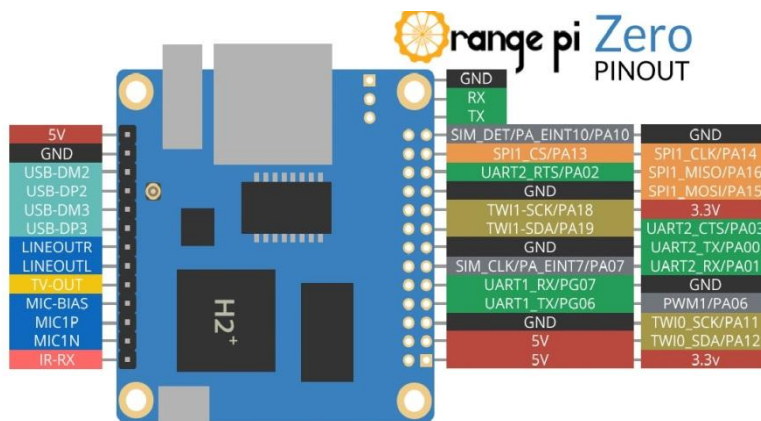 Orange pi Zero
PINOUT
GND
RX
TX
5V
GND
USB-DM2
USB-DP2
USB-DM3
USB-DP3
LINEOUTR
LINEOUTL
TV-OUT
MIC-BIAS
MIC1P
MIC1N
IR-RX
H2+
SIM_DET/PA_EINT10/PA10 GND
SPI1_CS/PA13 SPI1_CLK/PA14
UART2_RTS/PA02 SPI1_MISO/PA16
GND SPI1_MOSI/PA15
TWI1-SCK/PA18 3.3V
TWI1-SDA/PA19 UART2_CTS/PA03
GND UART2_TX/PA00
SIM_CLK/PA_EINT7/PA07 UART2_RX/PA01
UART1_RX/PG07 GND
UART1_TX/PG06 PWM1/PA06
GND TWI0_SCK/PA11
5V TWI0_SDA/PA12
5V 3.3v